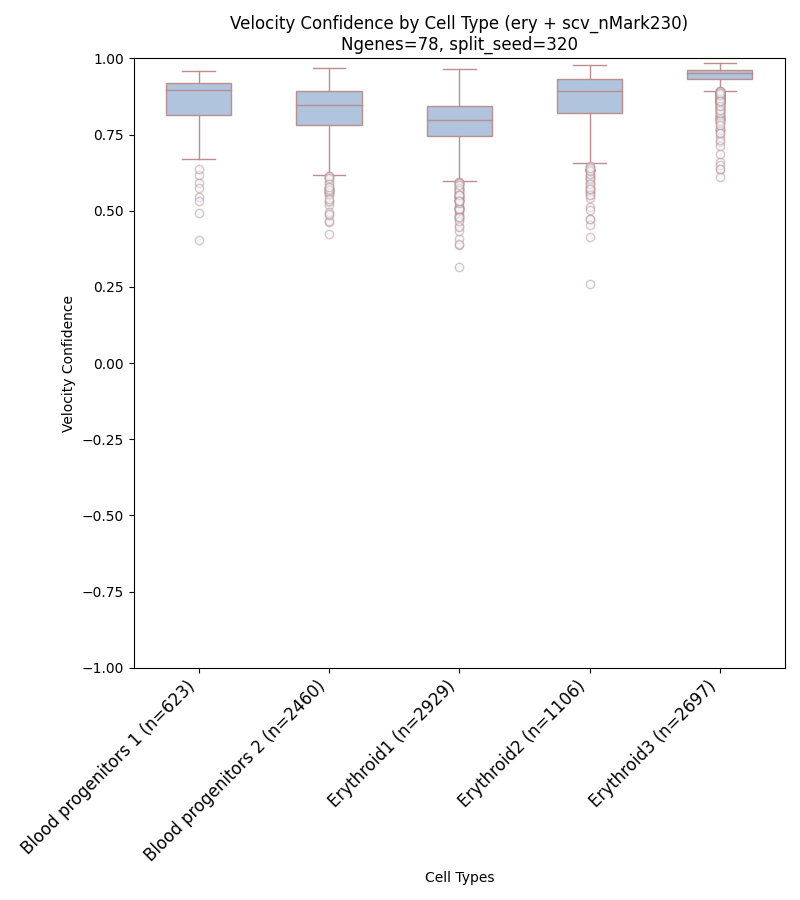 Velocity Confidence by Cell Type (ery + scv_nMark230)
Ngenes=78, split_seed=320
1.00
0.75
0.50
0.25
0.00
−0.25
−0.50
−0.75
−1.00
Velocity Confidence
Blood progenitors 1 (n=623)
Blood progenitors 2 (n=2460)
Erythroid1 (n=2929)
Erythroid2 (n=1106)
Erythroid3 (n=2697)
Cell Types